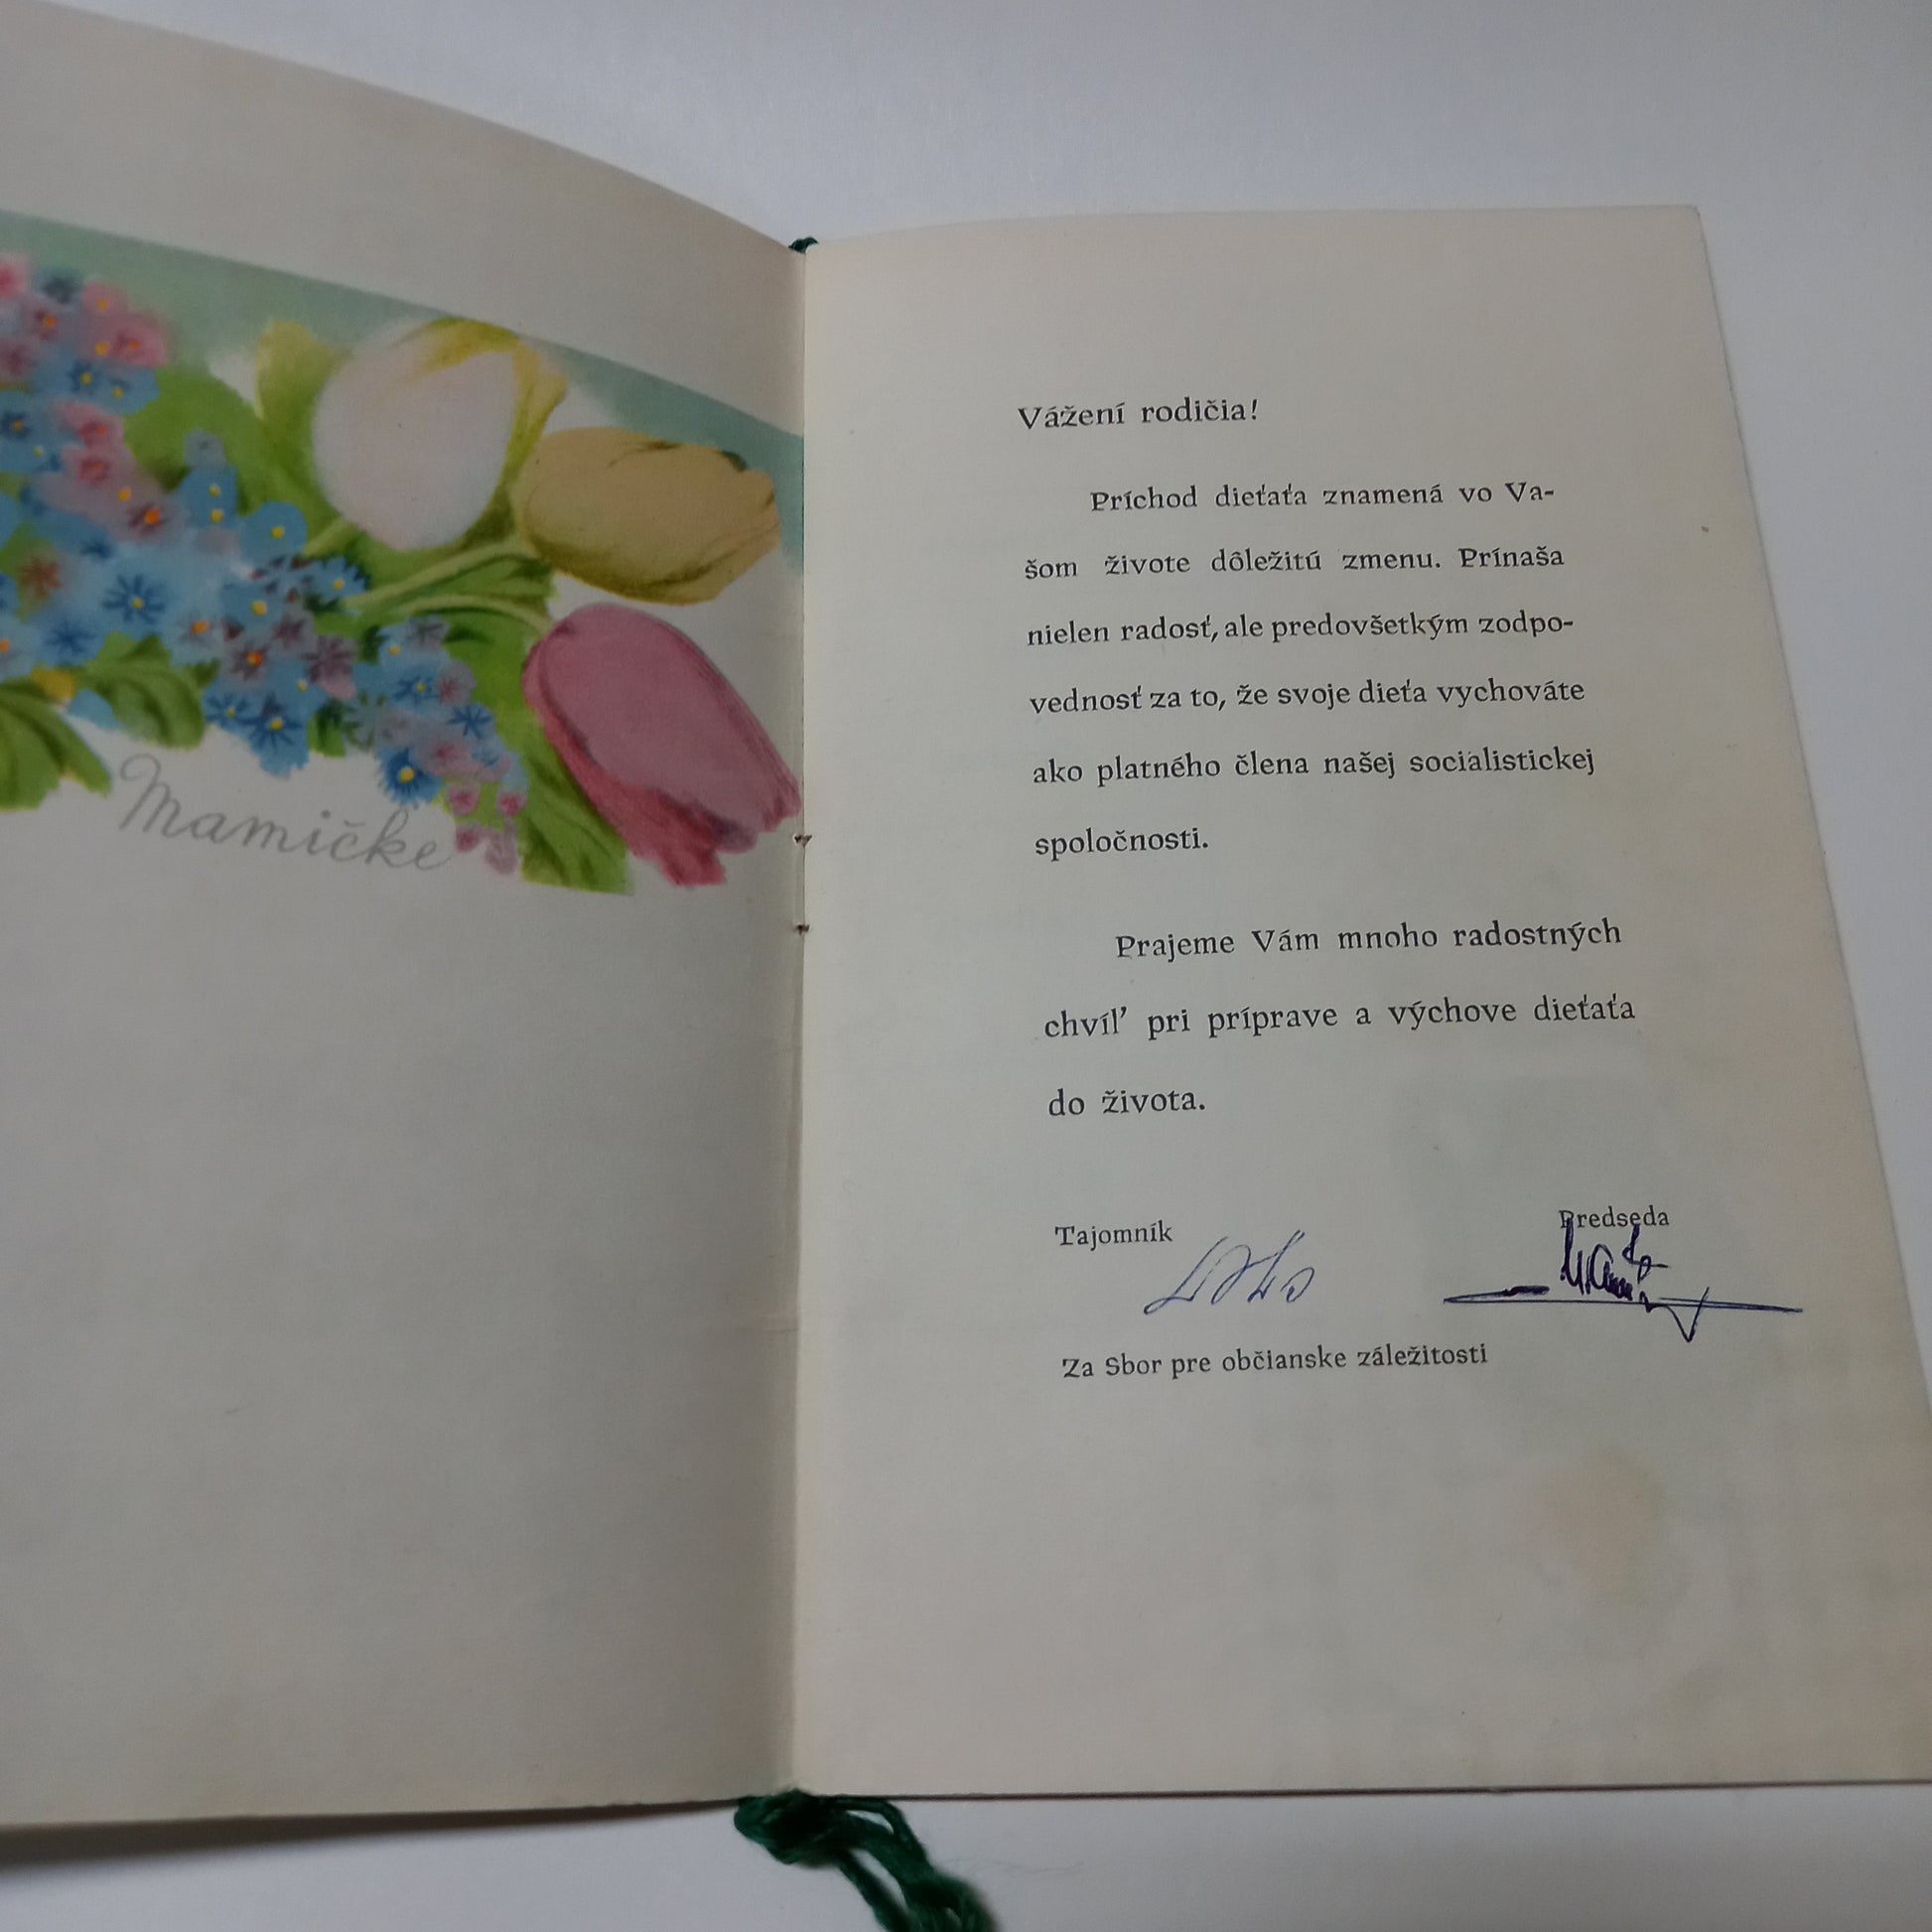 Mamičke
Vážení rodičia!
Príchod dieťaťa znamená vo Va-
šom živote dôležitú zmenu. Prínaša
nielen radosť, ale predovšetkým zodpo-
vednosť za to, že svoje dieťa vychováte
ako platného člena našej socialistickej
spoločnosti.
Prajeme Vám mnoho radostných
chvíľ pri príprave a výchove dieťaťa
do života.
Tajomník Predseda
Za Sbor pre občianske záležitosti